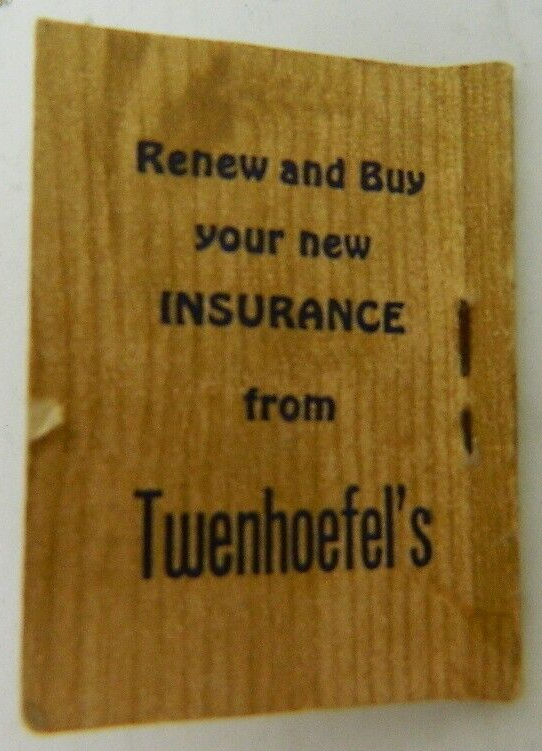 Renew and Buy
your new
INSURANCE
from
Twenhoefel's